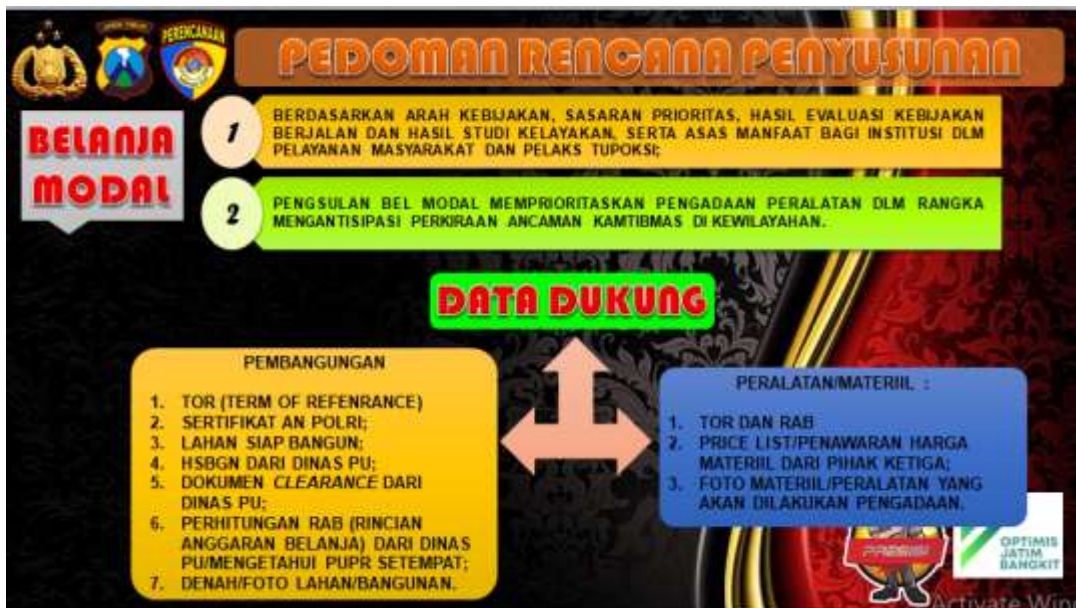 PERENCANAAN
PEDOMAN RENCANA PENYUSUNAN
BELANJA
MODAL
1
BERDASARKAN ARAH KEBIJAKAN, SASARAN PRIORITAS, HASIL EVALUASI KEBIJAKAN
BERJALAN DAN HASIL STUDI KELAYAKAN, SERTA ASAS MANFAAT BAGI INSTITUSI DLM
PELAYANAN MASYARAKAT DAN PELAKS TUPOKSI;
2
PENGSULAN BEL MODAL MEMPRIORITASKAN PENGADAAN PERALATAN DLM RANGKA
MENGANTISIPASI PERKIRAAN ANCAMAN KAMTIBMAS DI KEWILAYAHAN.
DATA DUKUNG
PEMBANGUNGAN
1. TOR (TERM OF REFENRANCE)
2. SERTIFIKAT AN POLRI;
3. LAHAN SIAP BANGUN;
4. HSBGN DARI DINAS PU;
5. DOKUMEN CLEARANCE DARI
DINAS PU;
6. PERHITUNGAN RAB (RINCIAN
ANGGARAN BELANJA) DARI DINAS
PU/MENGETAHUI PUPR SETEMPAT;
7. DENAH/FOTO LAHAN/BANGUNAN.
PERALATAN/MATERIIL :
1. TOR DAN RAB
2. PRICE LIST/PENAWARAN HARGA
MATERIIL DARI PIHAK KETIGA;
3. FOTO MATERIIL/PERALATAN YANG
AKAN DILAKUKAN PENGADAAN.
PRESISI
OPTIMIS
JATIM
BANGKIT
Activate Wind